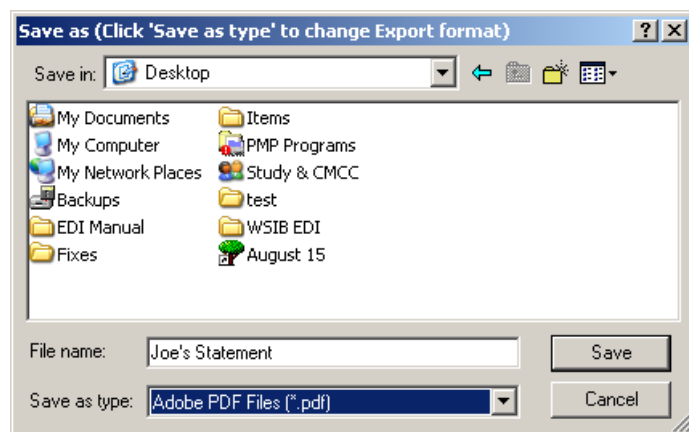 Save as (Click 'Save as type' to change Export format)
Save in: Desktop
My Documents
My Computer
My Network Places
Backups
EDI Manual
Fixes
Items
PMP Programs
Study & CMCC
test
WSIB EDI
August 15
File name: Joe's Statement Save
Save as type: Adobe PDF Files (*.pdf) Cancel